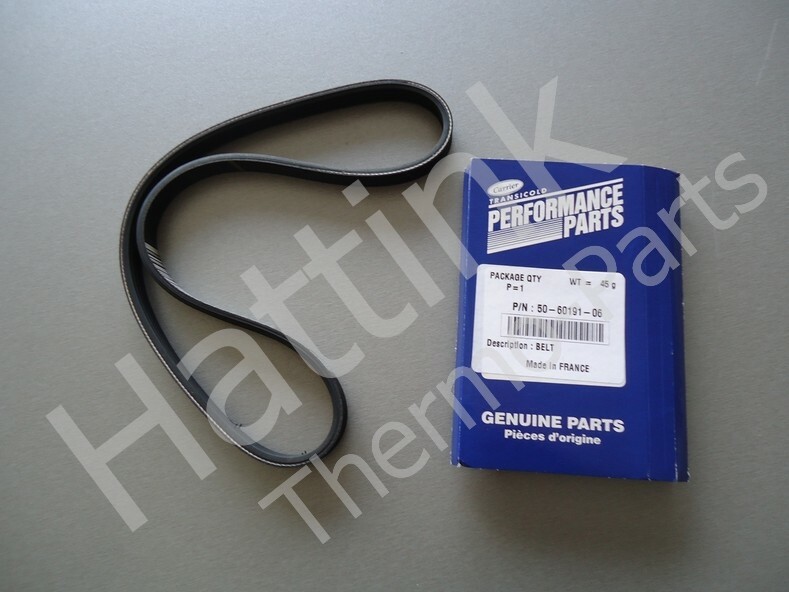 Carrier
TRANSICOLD
PERFORMANCE
PARTS
PACKAGE QTY WT = 45 g
P=1
P/N : 50-60191-06
Description : BELT
Made in FRANCE
GENUINE PARTS
Pièces d'origine
Hattink
Thermo Parts